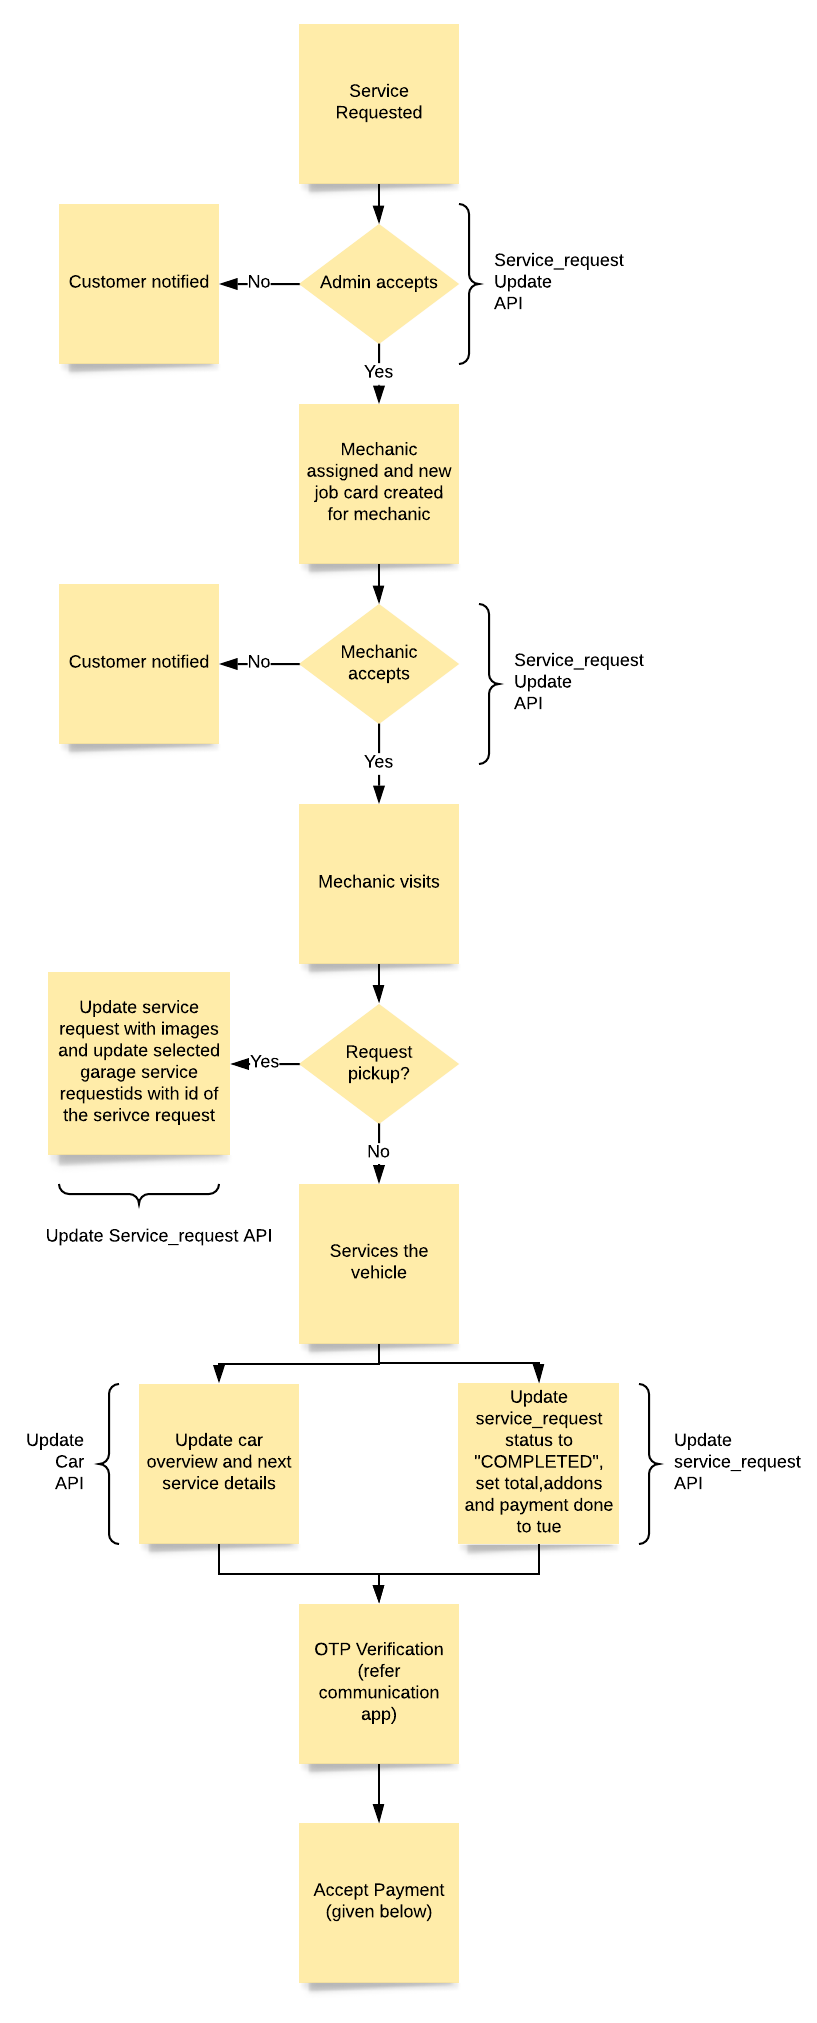 Service
Requested
Customer notified
No
Admin accepts
Service_request
Update
API
Yes
Mechanic
assigned and new
job card created
for mechanic
Customer notified
No
Mechanic
accepts
Service_request
Update
API
Yes
Mechanic visits
Update service
request with images
and update selected
garage service
requestids with id of
the serivce request
Yes
Request
pickup?
No
Update Service_request API
Services the
vehicle
Update
Car
API
Update car
overview and next
service details
Update
service_request
status to
"COMPLETED",
set total,addons
and payment done
to tue
Update
service_request
API
OTP Verification
(refer
communication
app)
Accept Payment
(given below)